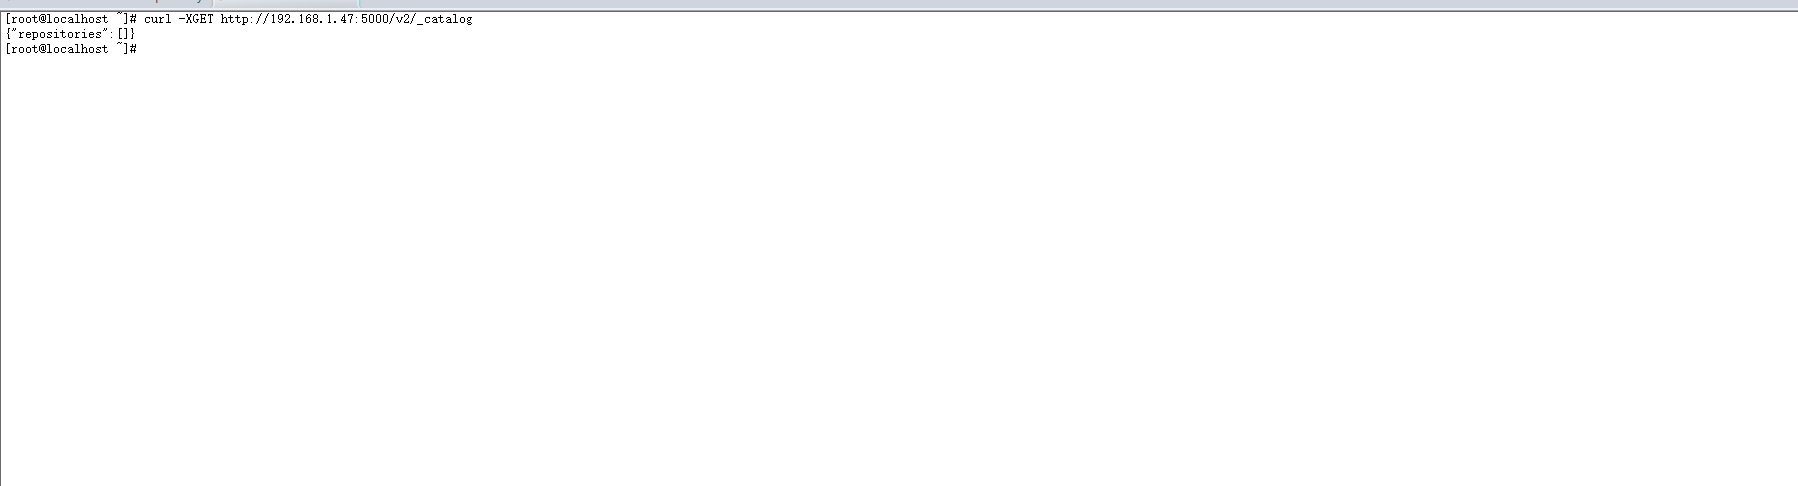 [root@localhost ~]# curl -XGET http://192.168.1.47:5000/v2/_catalog
{"repositories":[]}
[root@localhost ~]#